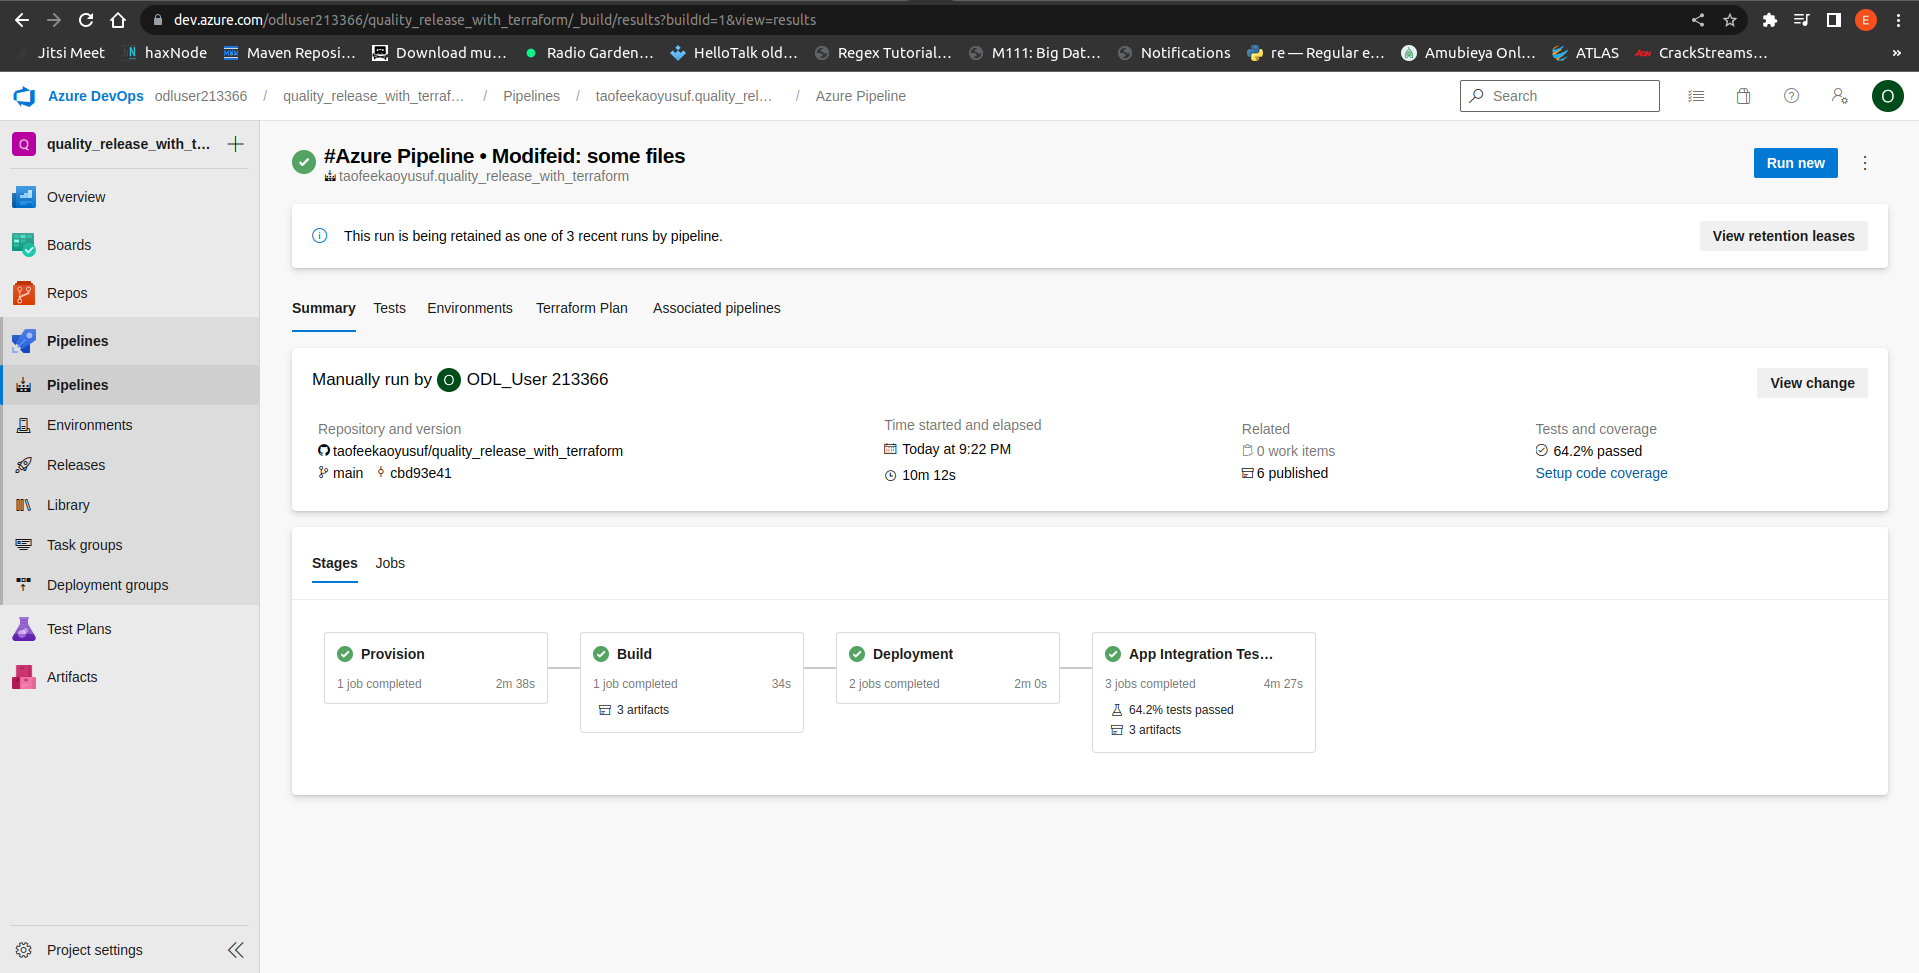 dev.azure.com/odluser213366/quality_release_with_terraform/_build/results?buildId=1&view=results
E
Jitsi Meet haxNode Maven Reposi… Download mu… Radio Garden… HelloTalk old… Regex Tutorial… M111: Big Dat… Notifications re — Regular e… Amubieya Onl… ATLAS CrackStreams… »
Azure DevOps odluser213366 / quality_release_with_terraf… / Pipelines / taofeekaoyusuf.quality_rel… / Azure Pipeline
Search
O
Q quality_release_with_t…
Overview
Boards
Repos
Pipelines
Pipelines
Environments
Releases
Library
Task groups
Deployment groups
Test Plans
Artifacts
Project settings
#Azure Pipeline • Modifeid: some files
taofeekaoyusuf.quality_release_with_terraform
Run new
This run is being retained as one of 3 recent runs by pipeline.
View retention leases
Summary Tests Environments Terraform Plan Associated pipelines
Manually run by O ODL_User 213366
View change
Repository and version
taofeekaoyusuf/quality_release_with_terraform
main cbd93e41
Time started and elapsed
Today at 9:22 PM
10m 12s
Related
0 work items
6 published
Tests and coverage
64.2% passed
Setup code coverage
Stages Jobs
Provision
1 job completed 2m 38s
Build
1 job completed 34s
3 artifacts
Deployment
2 jobs completed 2m 0s
App Integration Tes…
3 jobs completed 4m 27s
64.2% tests passed
3 artifacts